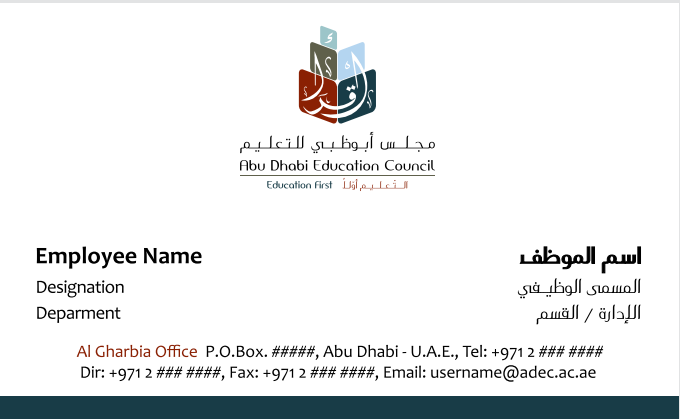 اقرأ
مجلس أبوظبي للتعليم
Abu Dhabi Education Council
Education First التعليم أولاً
Employee Name اسم الموظف
Designation المسمى الوظيفي
Deparment الإدارة / القسم
Al Gharbia Office P.O.Box. #####, Abu Dhabi - U.A.E., Tel: +971 2 ### ####
Dir: +971 2 ### ####, Fax: +971 2 ### ####, Email: username@adec.ac.ae